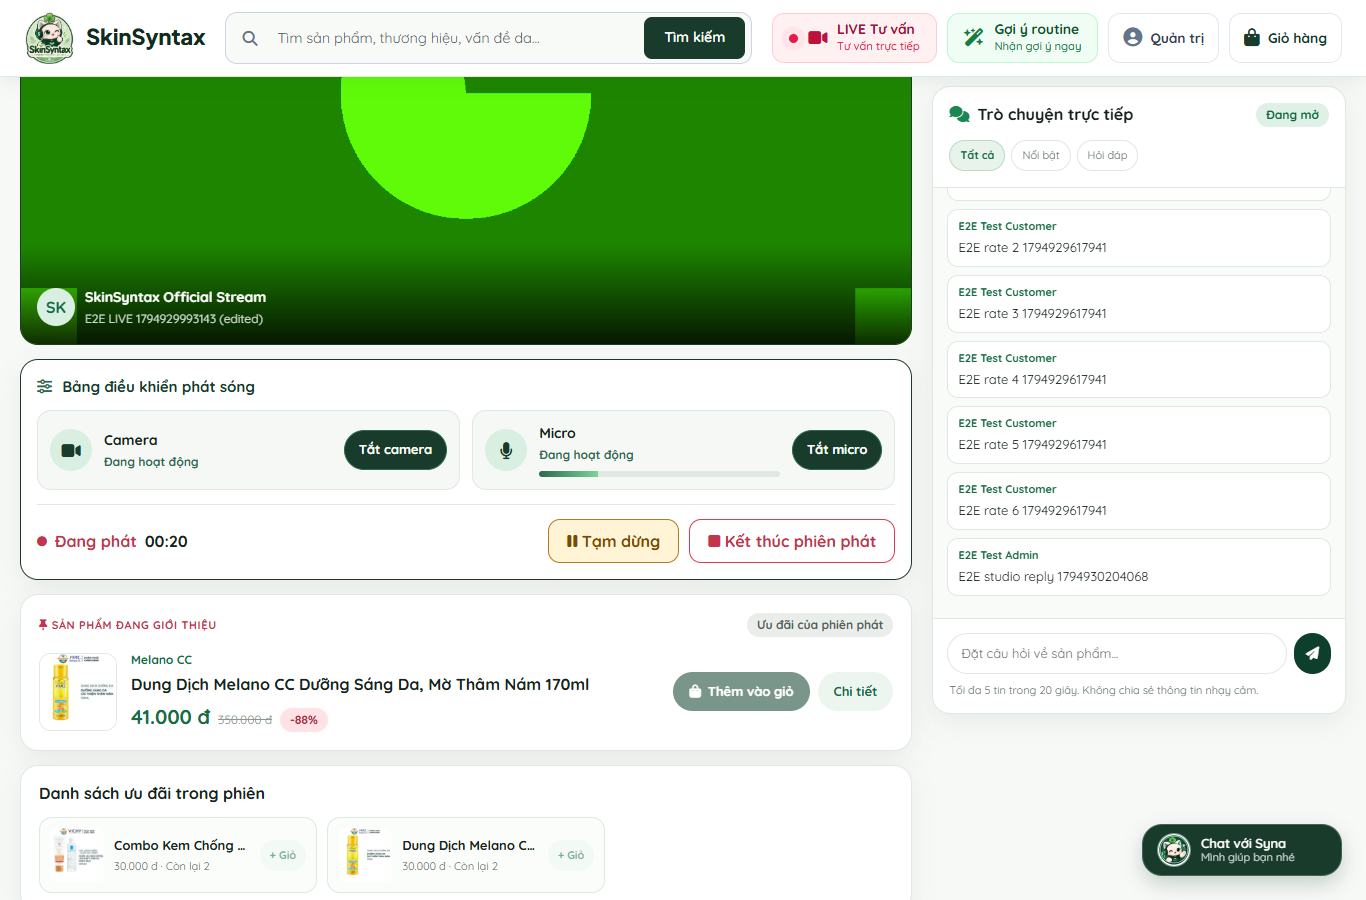 SkinSyntax
SkinSyntax
Tìm sản phẩm, thương hiệu, vấn đề da...
Tìm kiếm
LIVE Tư vấn
Tư vấn trực tiếp
Gợi ý routine
Nhận gợi ý ngay
Quản trị
Giỏ hàng
SK
SkinSyntax Official Stream
E2E LIVE 1794929993143 (edited)
Bảng điều khiển phát sóng
Camera
Đang hoạt động
Tắt camera
Micro
Đang hoạt động
Tắt micro
Đang phát 00:20
Tạm dừng
Kết thúc phiên phát
SẢN PHẨM ĐANG GIỚI THIỆU
Ưu đãi của phiên phát
Melano CC
Dung Dịch Melano CC Dưỡng Sáng Da, Mờ Thâm Nám 170ml
41.000 đ 350.000 đ -88%
Thêm vào giỏ
Chi tiết
Danh sách ưu đãi trong phiên
Combo Kem Chống ...
30.000 đ · Còn lại 2
+ Giỏ
Dung Dịch Melano C...
30.000 đ · Còn lại 2
+ Giỏ
Trò chuyện trực tiếp
Đang mở
Tất cả
Nổi bật
Hỏi đáp
E2E Test Customer
E2E rate 2 1794929617941
E2E Test Customer
E2E rate 3 1794929617941
E2E Test Customer
E2E rate 4 1794929617941
E2E Test Customer
E2E rate 5 1794929617941
E2E Test Customer
E2E rate 6 1794929617941
E2E Test Admin
E2E studio reply 1794930204068
Đặt câu hỏi về sản phẩm...
Tối đa 5 tin trong 20 giây. Không chia sẻ thông tin nhạy cảm.
Chat với Syna
Mình giúp bạn nhé